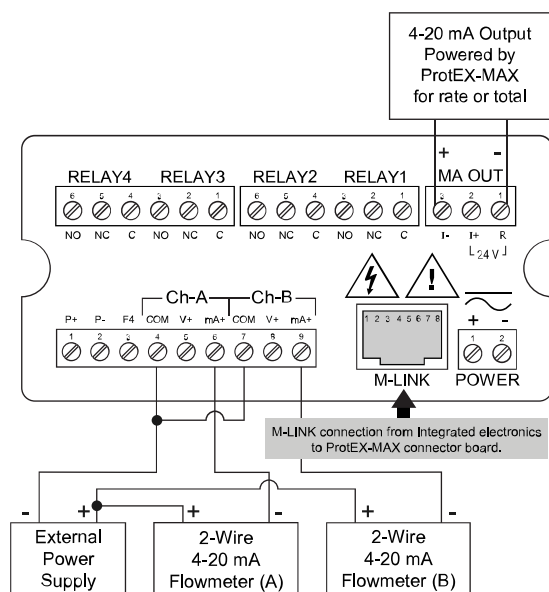 4-20 mA Output
Powered by
ProtEX-MAX
for rate or total
+ -
RELAY4 RELAY3 RELAY2 RELAY1 MA OUT
6 5 4 3 2 1 6 5 4 3 2 1 3 2 1
NO NC C NO NC C NO NC C NO NC C I- I+ R
24 V
Ch-A Ch-B
P+ P- F4 COM V+ mA+ COM V+ mA+
1 2 3 4 5 6 7 8 9
1 2 3 4 5 6 7 8
+ -
1 2
M-LINK POWER
M-LINK connection from Integrated electronics
to ProtEX-MAX connector board.
- + + - + -
External
Power
Supply
2-Wire
4-20 mA
Flowmeter (A)
2-Wire
4-20 mA
Flowmeter (B)